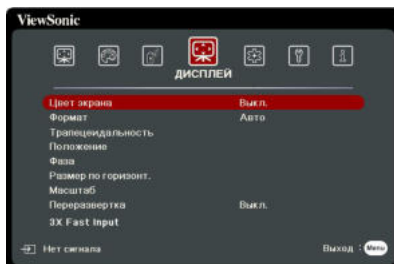 ViewSonic
ДИСПЛЕЙ
Цвет экрана Выкл.
Формат Авто
Трапецеидальность
Положение
Фаза
Размер по горизонт.
Масштаб
Переразвертка Выкл.
3X Fast Input
Нет сигнала Выход : Menu